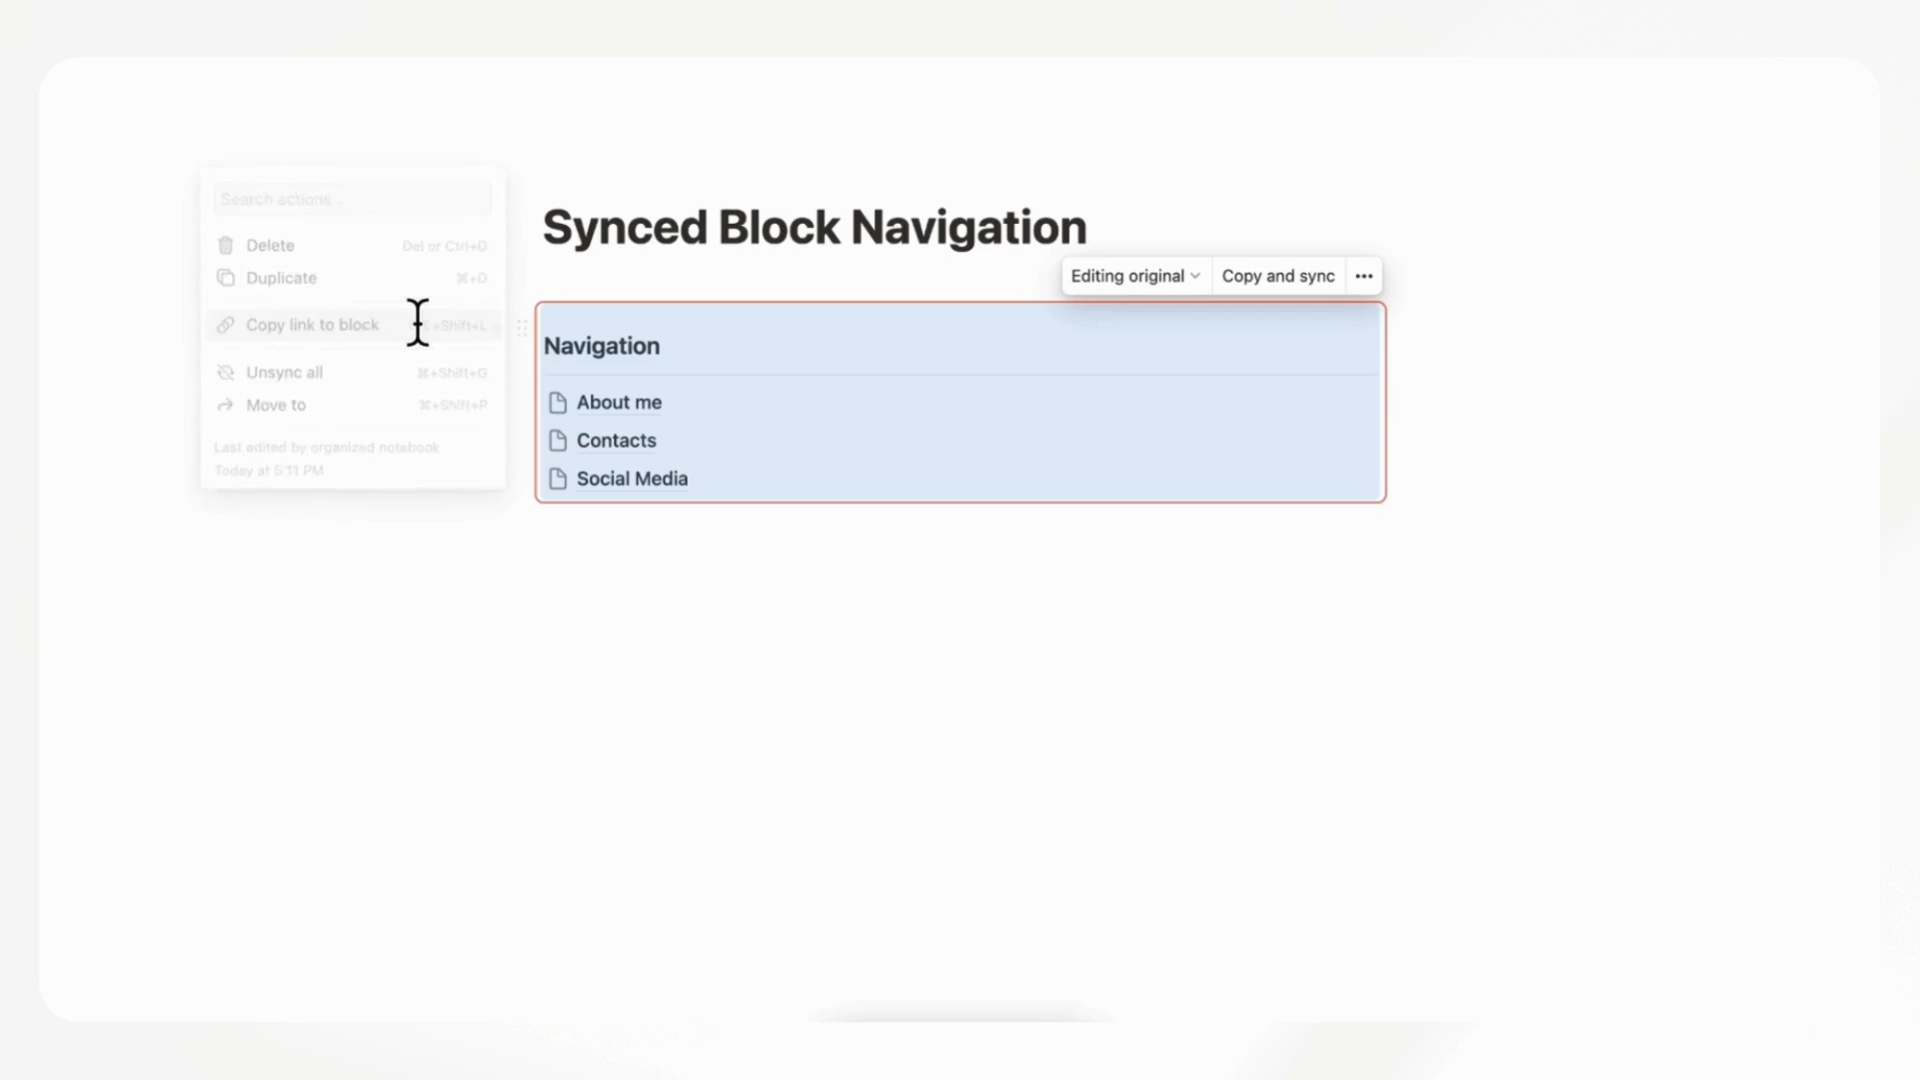 Search actions...
Delete Del or Ctrl+D
Duplicate ⌘+D
Copy link to block +Shift+L
Unsync all ⌘+Shift+G
Move to ⌘+Shift+P
Last edited by organized notebook
Today at 5:11 PM
Synced Block Navigation
Editing original Copy and sync
Navigation
About me
Contacts
Social Media